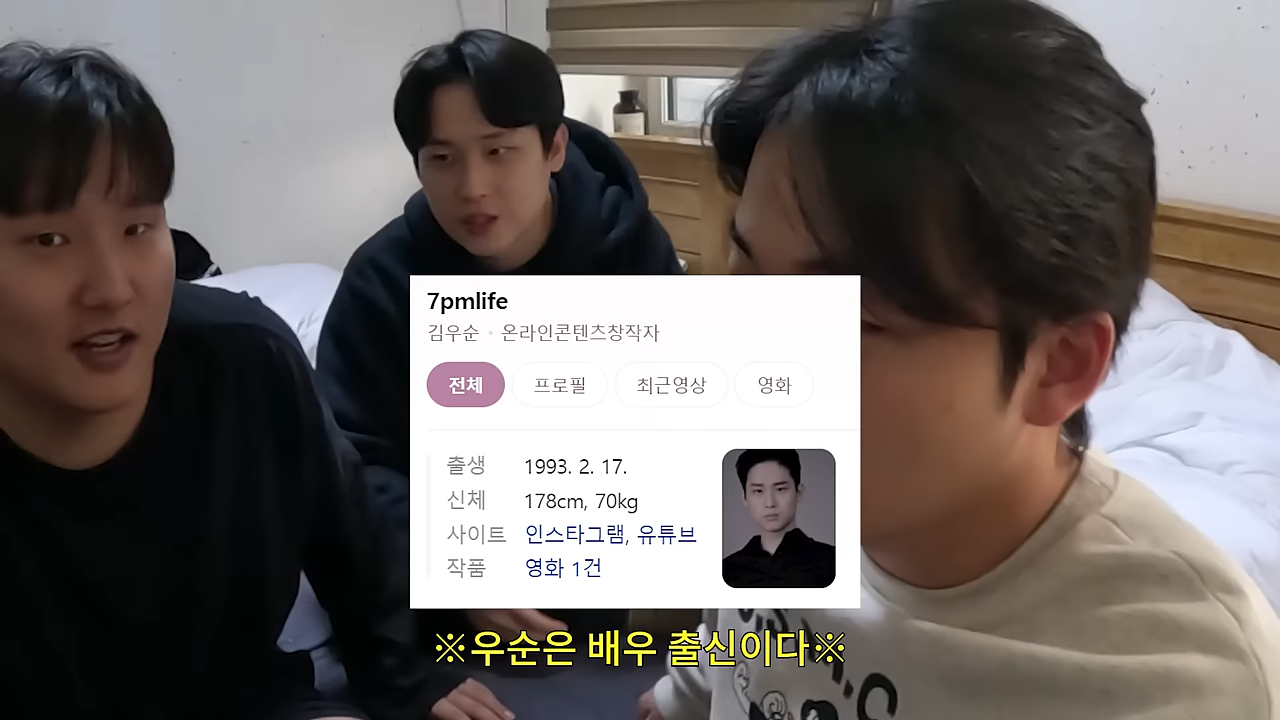 7pmlife
김우순 • 온라인콘텐츠창작자
전체 프로필 최근영상 영화
출생 1993. 2. 17.
신체 178cm, 70kg
사이트 인스타그램, 유튜브
작품 영화 1건
※우순은 배우 출신이다※